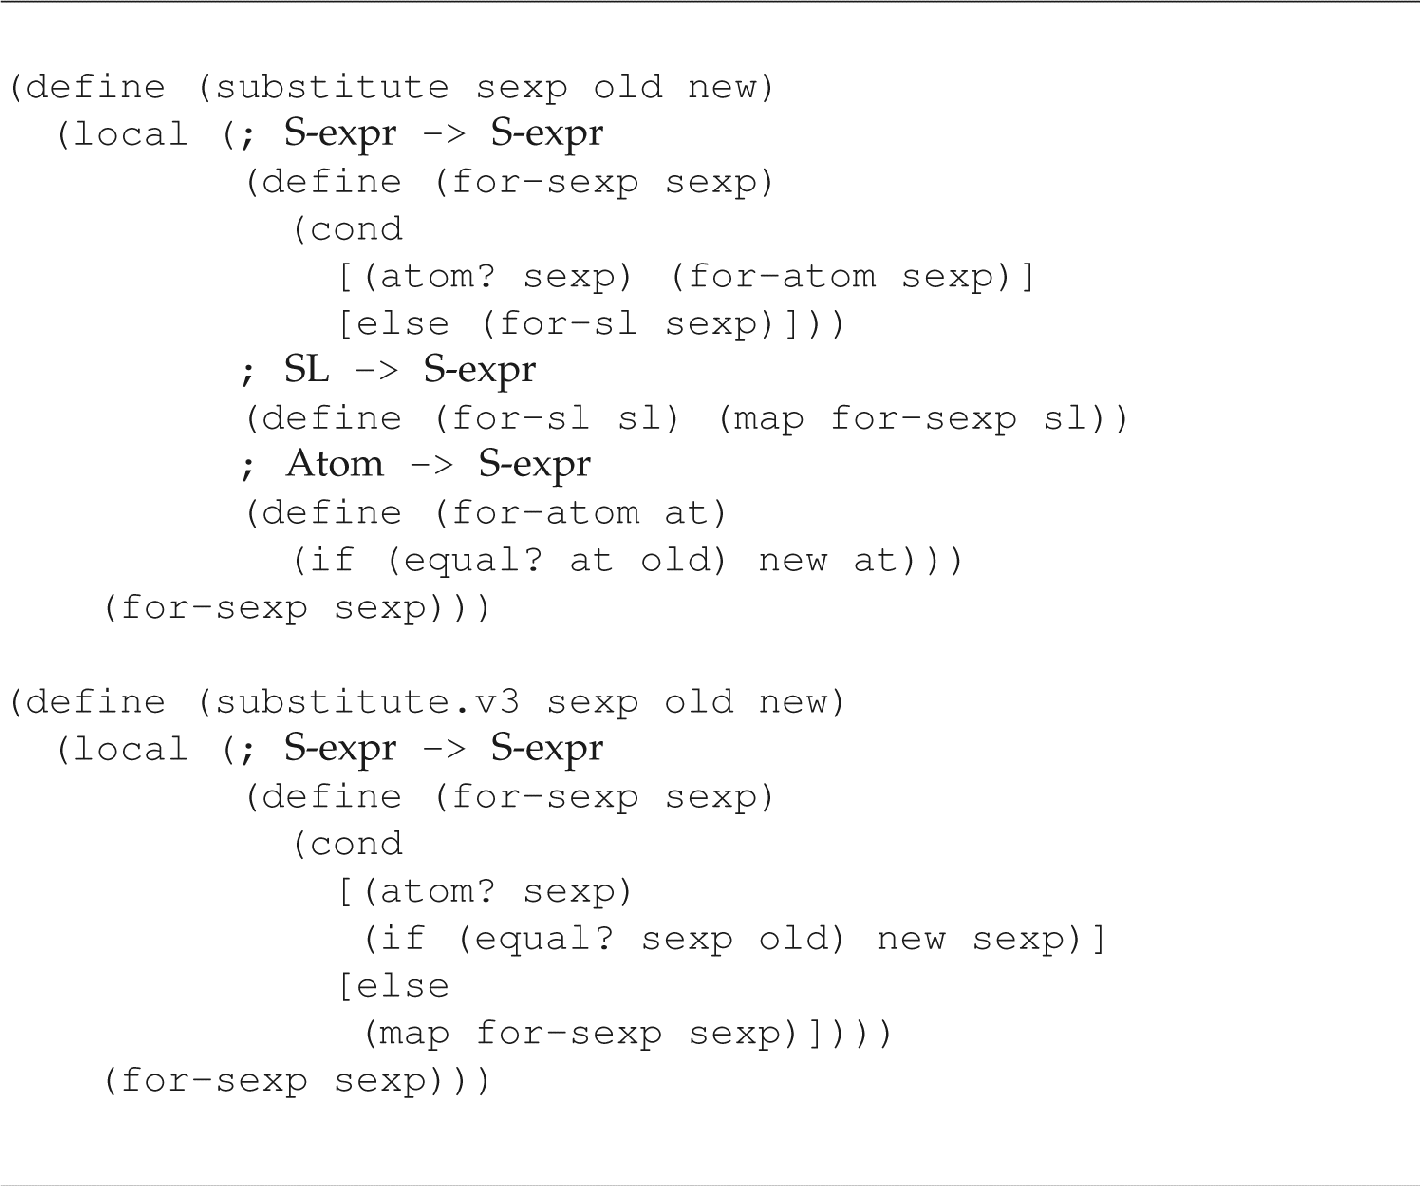 (define (substitute sexp old new)
  (local (; S-expr -> S-expr
          (define (for-sexp sexp)
            (cond
              [(atom? sexp) (for-atom sexp)]
              [else (for-sl sexp)]))
          ; SL -> S-expr
          (define (for-sl sl) (map for-sexp sl))
          ; Atom -> S-expr
          (define (for-atom at)
            (if (equal? at old) new at)))
    (for-sexp sexp)))

(define (substitute.v3 sexp old new)
  (local (; S-expr -> S-expr
          (define (for-sexp sexp)
            (cond
              [(atom? sexp)
               (if (equal? sexp old) new sexp)]
              [else
               (map for-sexp sexp)])))
    (for-sexp sexp)))